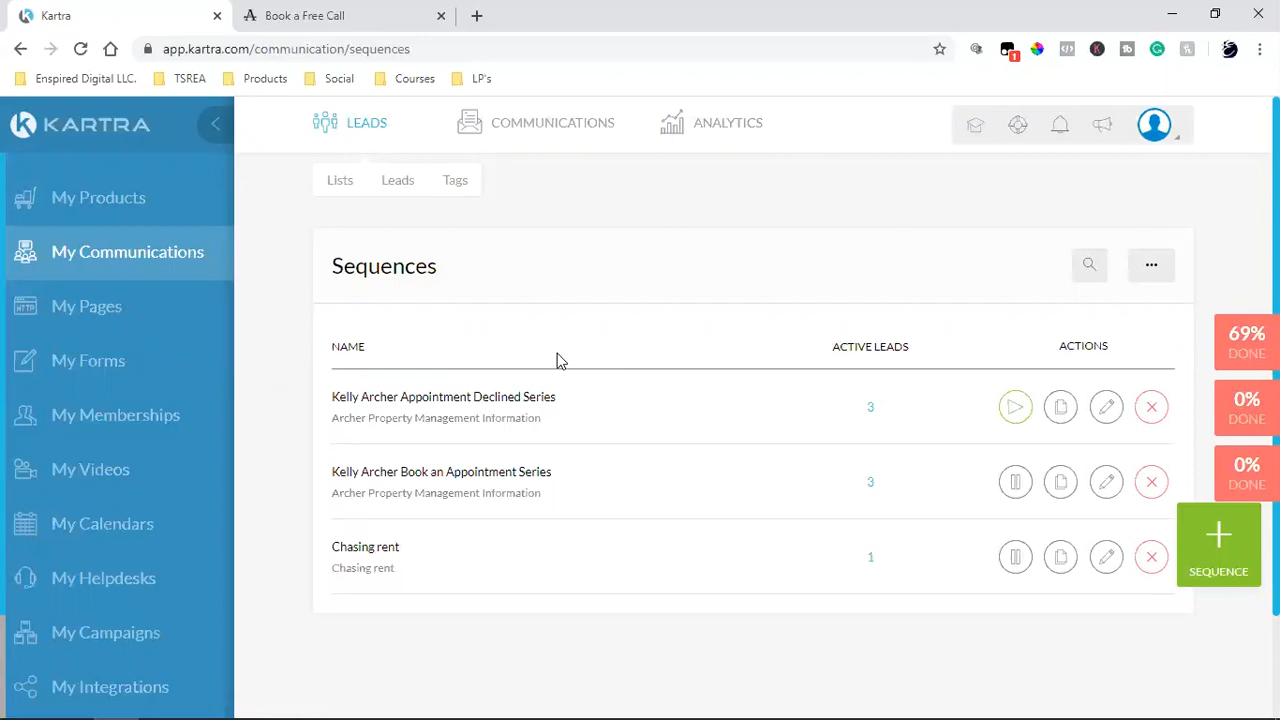 Kartra
Book a Free Call
app.kartra.com/communication/sequences
1
Enspired Digital LLC.
TSREA
Products
Social
Courses
LP's
KARTRA
LEADS
COMMUNICATIONS
ANALYTICS
Lists
Leads
Tags
My Products
My Communications
My Pages
My Forms
My Memberships
My Videos
My Calendars
My Helpdesks
My Campaigns
My Integrations
Sequences
NAME
ACTIVE LEADS
ACTIONS
Kelly Archer Appointment Declined Series
Archer Property Management Information
3
Kelly Archer Book an Appointment Series
Archer Property Management Information
3
Chasing rent
Chasing rent
1
69%
DONE
0%
DONE
0%
DONE
+
SEQUENCE